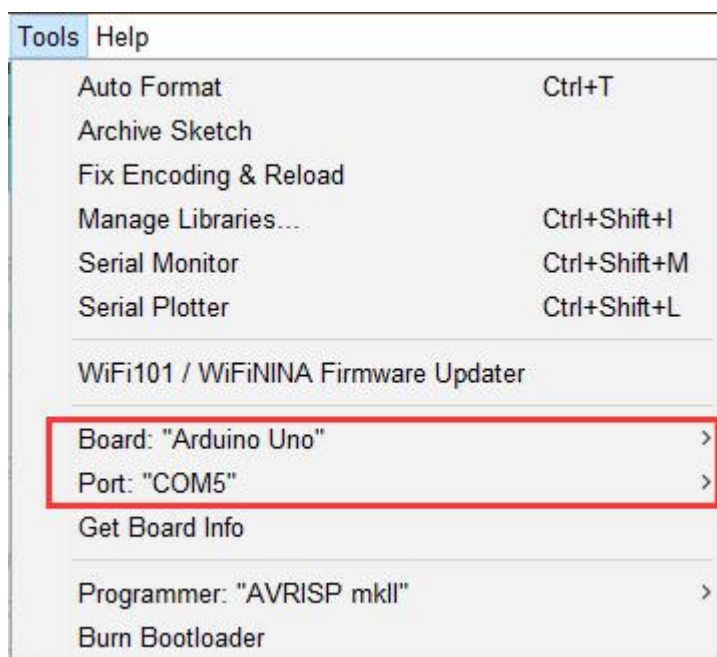 Tools Help
Auto Format Ctrl+T
Archive Sketch
Fix Encoding & Reload
Manage Libraries... Ctrl+Shift+I
Serial Monitor Ctrl+Shift+M
Serial Plotter Ctrl+Shift+L
WiFi101 / WiFiNINA Firmware Updater
Board: "Arduino Uno" >
Port: "COM5" >
Get Board Info
Programmer: "AVRISP mkII" >
Burn Bootloader